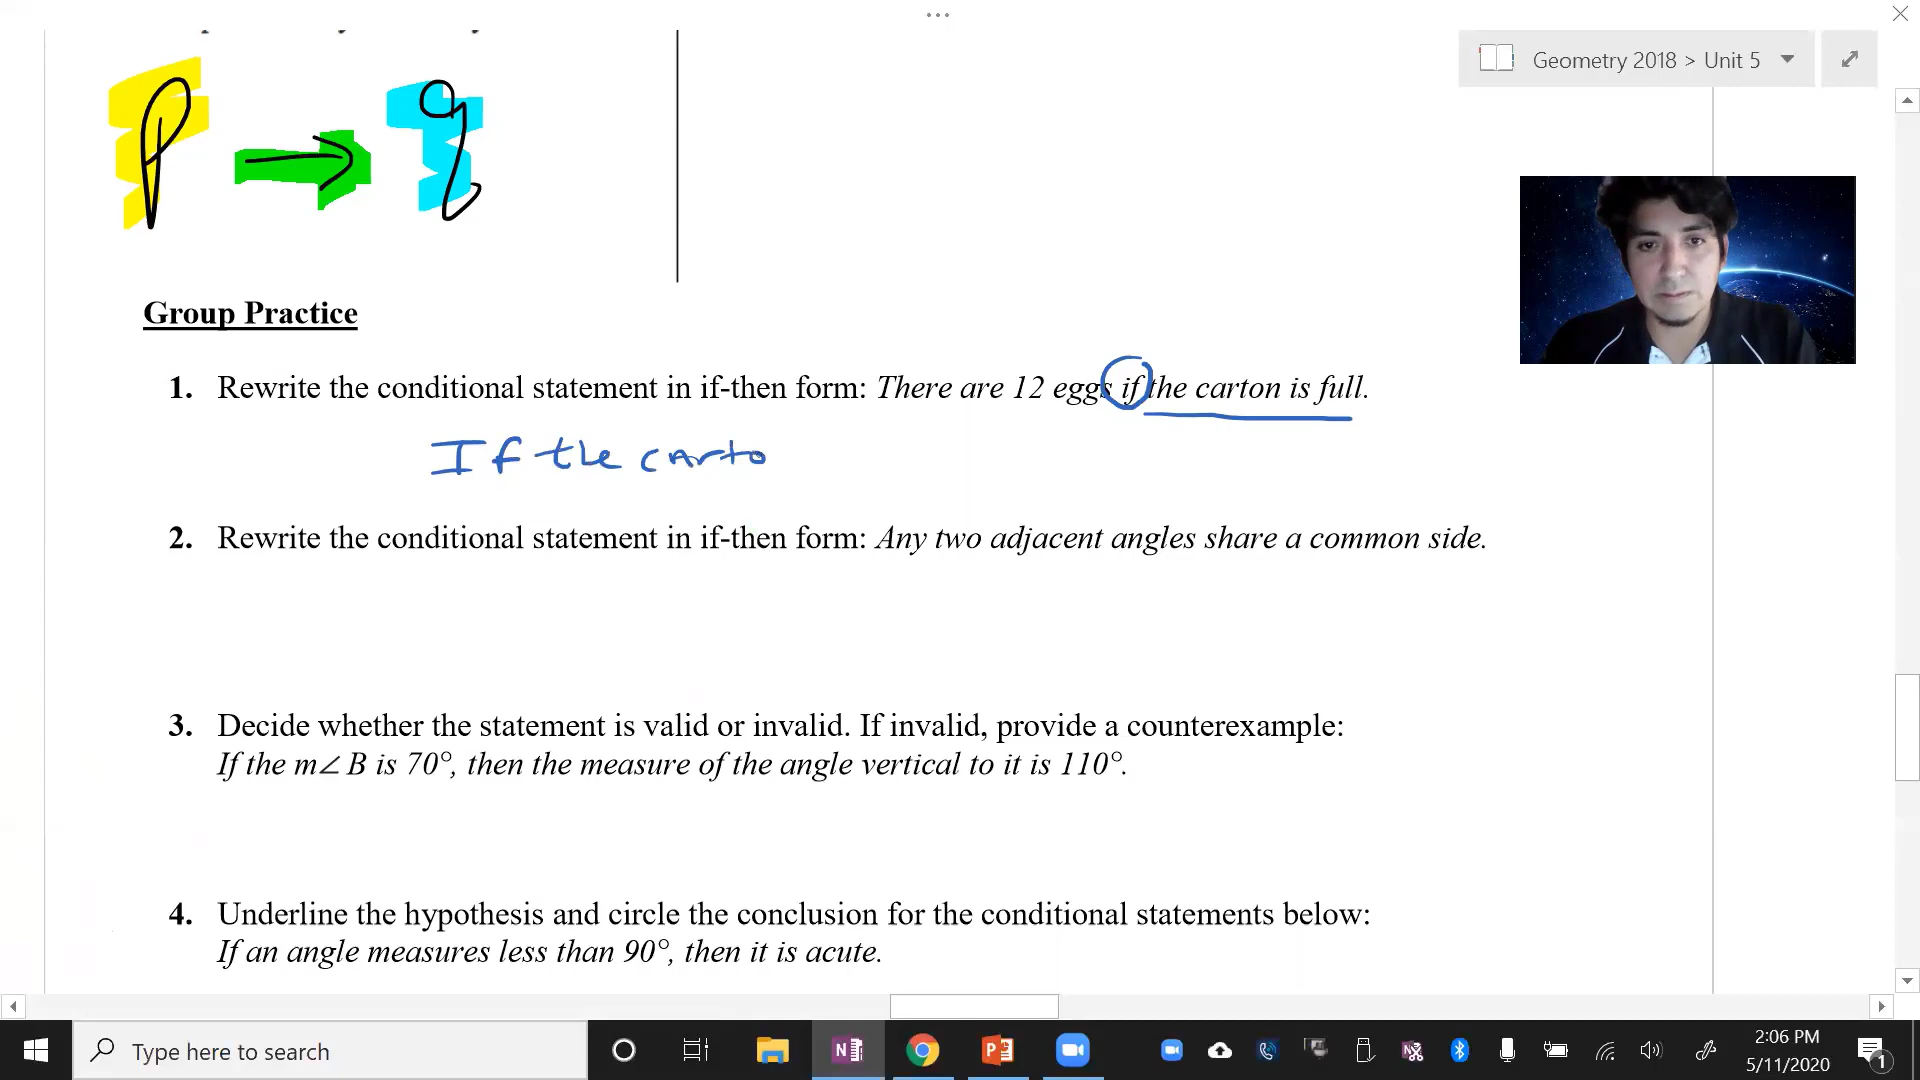 Geometry 2018 > Unit 5
p → q
Group Practice
1. Rewrite the conditional statement in if-then form: There are 12 eggs if the carton is full.
If the carto
2. Rewrite the conditional statement in if-then form: Any two adjacent angles share a common side.
3. Decide whether the statement is valid or invalid. If invalid, provide a counterexample:
If the m∠ B is 70°, then the measure of the angle vertical to it is 110°.
4. Underline the hypothesis and circle the conclusion for the conditional statements below:
If an angle measures less than 90°, then it is acute.
Type here to search
2:06 PM
5/11/2020
1